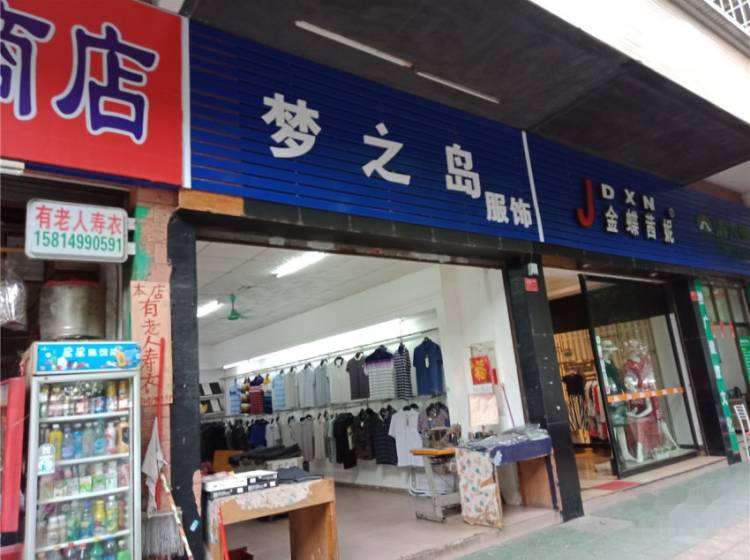 商店
梦之岛
服饰
JDXN®
金蝶茜妮
有老人寿衣
15814990591
本店有老人寿衣
福